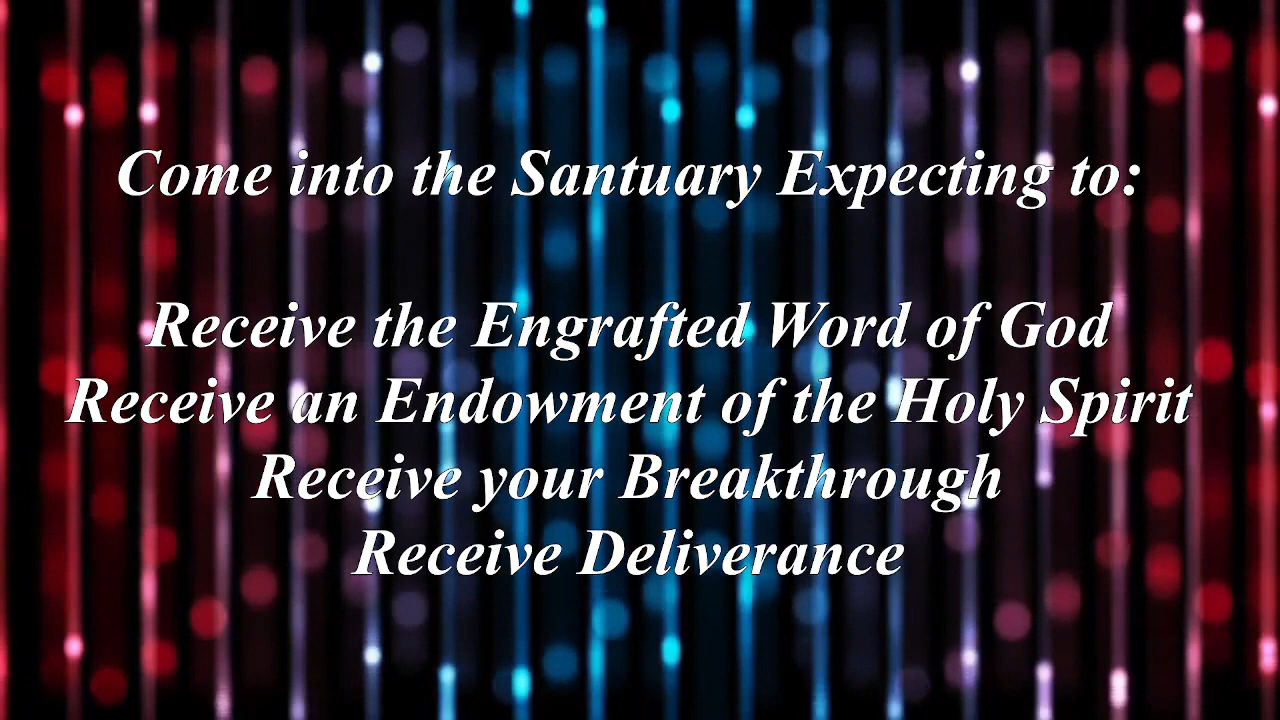 Come into the Santuary Expecting to:
Receive the Engrafted Word of God
Receive an Endowment of the Holy Spirit
Receive your Breakthrough
Receive Deliverance